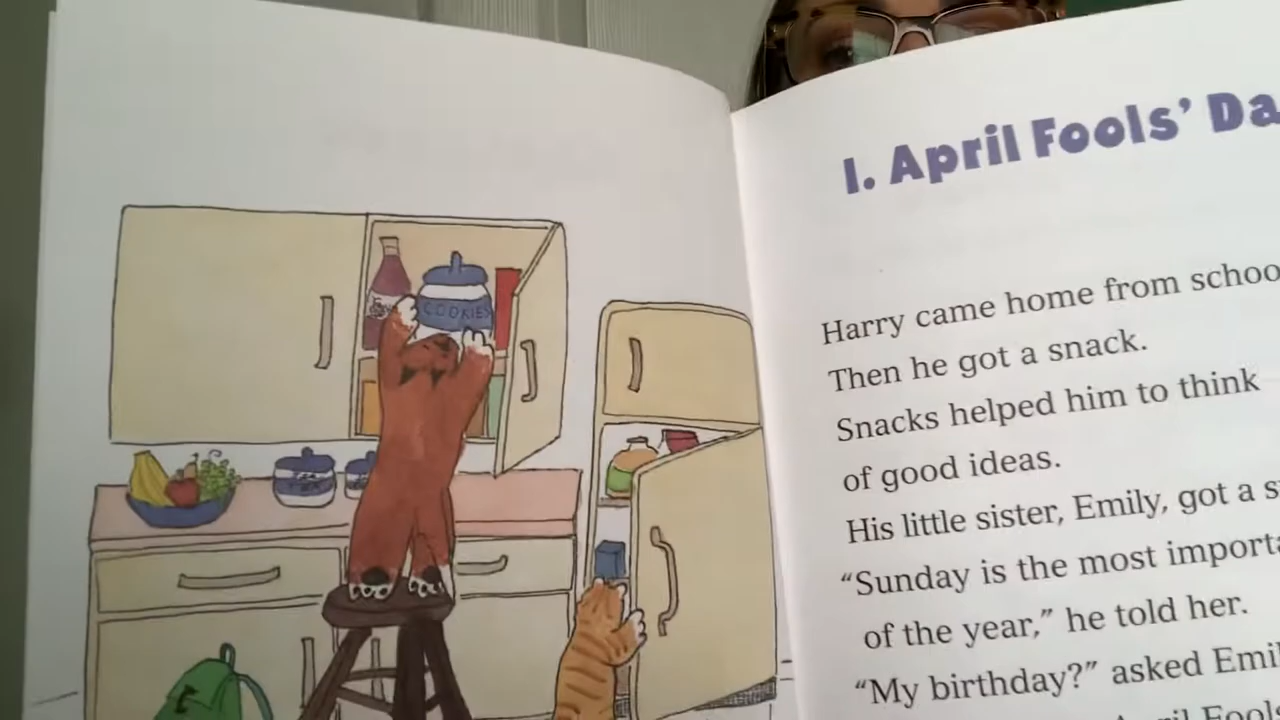 COOKIES
1. April Fools' Da
Harry came home from schoo
Then he got a snack.
Snacks helped him to think
of good ideas.
His little sister, Emily, got a s
“Sunday is the most importa
of the year,” he told her.
“My birthday?” asked Emil
April Fools